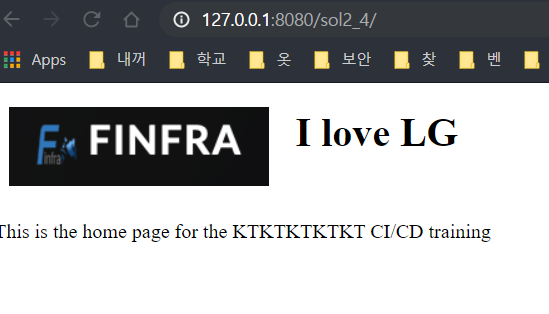 127.0.0.1:8080/sol2_4/
Apps 내꺼 학교 옷 보안 찾 벤
Finfra FINFRA I love LG
This is the home page for the KTKTKTKTKT CI/CD training